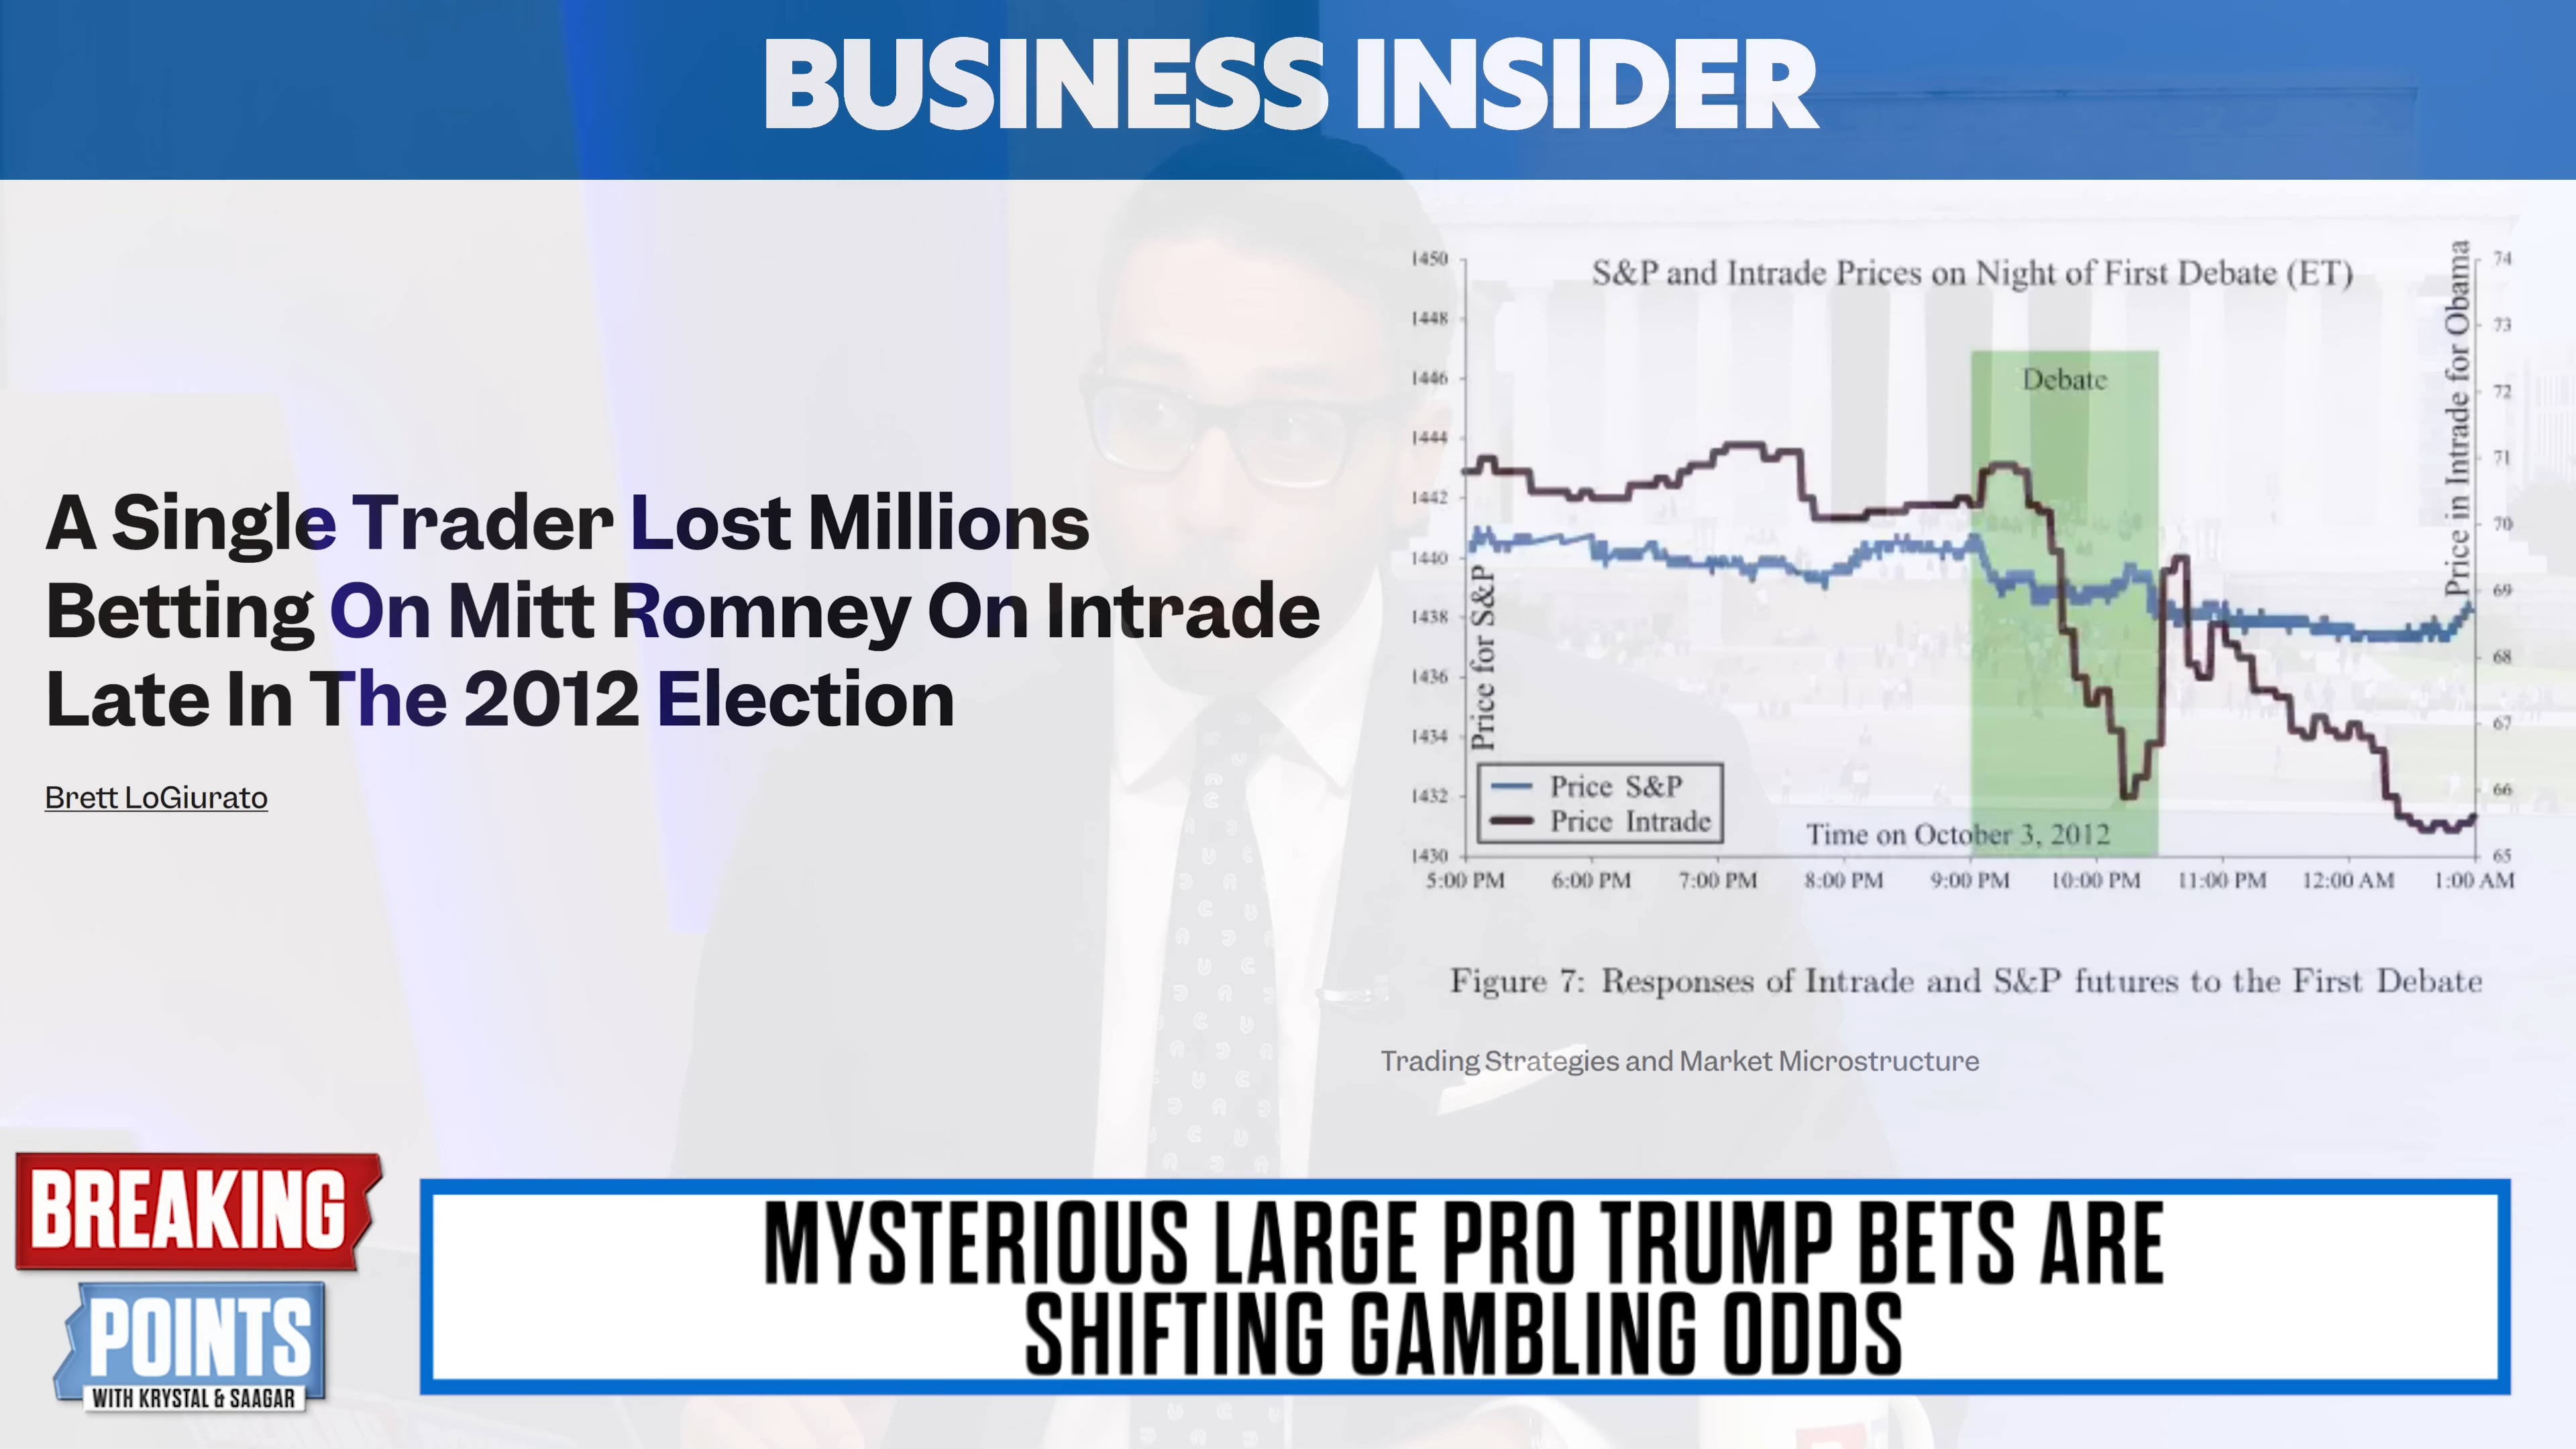 BUSINESS INSIDER
A Single Trader Lost Millions
Betting On Mitt Romney On Intrade
Late In The 2012 Election
Brett LoGiurato
S&P and Intrade Prices on Night of First Debate (ET)
1450
1448
1446
1444
1442
1440
1438
1436
1434
1432
1430
Price for S&P
Debate
Price in Intrade for Obama
74
73
72
71
70
69
68
67
66
65
Price S&P
Price Intrade
Time on October 3, 2012
5:00 PM 6:00 PM 7:00 PM 8:00 PM 9:00 PM 10:00 PM 11:00 PM 12:00 AM 1:00 AM
Figure 7: Responses of Intrade and S&P futures to the First Debate
Trading Strategies and Market Microstructure
BREAKING
POINTS
WITH KRYSTAL & SAAGAR
MYSTERIOUS LARGE PRO TRUMP BETS ARE
SHIFTING GAMBLING ODDS